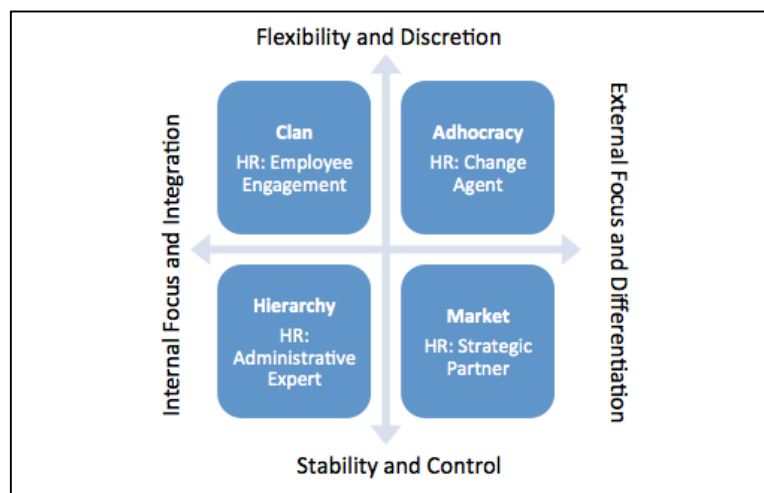 Flexibility and Discretion
Internal Focus and Integration
Clan
HR: Employee
Engagement
Adhocracy
HR: Change
Agent
External Focus and Differentiation
Hierarchy
HR:
Administrative
Expert
Market
HR: Strategic
Partner
Stability and Control